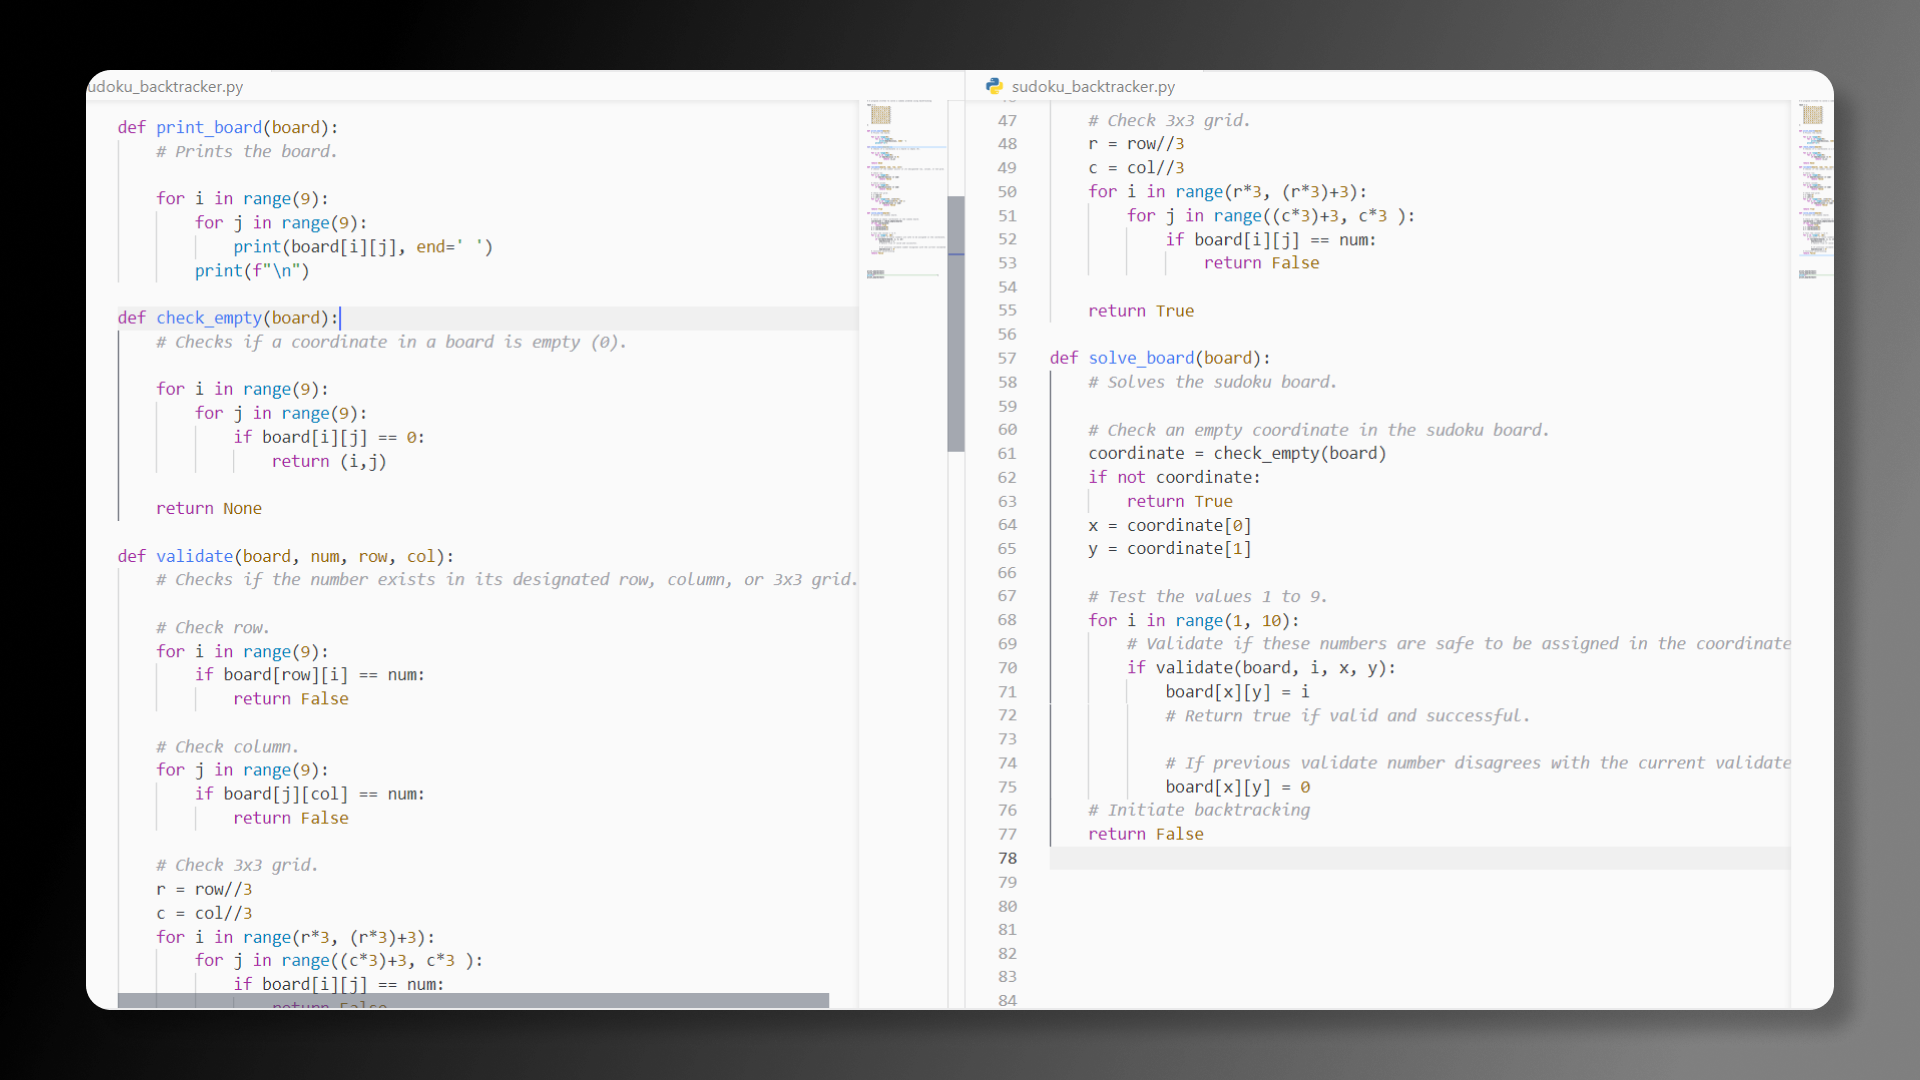 udoku_backtracker.py
def print_board(board):
# Prints the board.
for i in range(9):
for j in range(9):
print(board[i][j], end=' ')
print(f"\n")
def check_empty(board):
# Checks if a coordinate in a board is empty (0).
for i in range(9):
for j in range(9):
if board[i][j] == 0:
return (i,j)
return None
def validate(board, num, row, col):
# Checks if the number exists in its designated row, column, or 3x3 grid.
# Check row.
for i in range(9):
if board[row][i] == num:
return False
# Check column.
for j in range(9):
if board[j][col] == num:
return False
# Check 3x3 grid.
r = row//3
c = col//3
for i in range(r*3, (r*3)+3):
for j in range((c*3)+3, c*3 ):
if board[i][j] == num:
return False
sudoku_backtracker.py
47 # Check 3x3 grid.
48 r = row//3
49 c = col//3
50 for i in range(r*3, (r*3)+3):
51 for j in range((c*3)+3, c*3 ):
52 if board[i][j] == num:
53 return False
54
55 return True
56
57 def solve_board(board):
58 # Solves the sudoku board.
59
60 # Check an empty coordinate in the sudoku board.
61 coordinate = check_empty(board)
62 if not coordinate:
63 return True
64 x = coordinate[0]
65 y = coordinate[1]
66
67 # Test the values 1 to 9.
68 for i in range(1, 10):
69 # Validate if these numbers are safe to be assigned in the coordinate
70 if validate(board, i, x, y):
71 board[x][y] = i
72 # Return true if valid and successful.
73
74 # If previous validate number disagrees with the current validate
75 board[x][y] = 0
76 # Initiate backtracking
77 return False
78
79
80
81
82
83
84